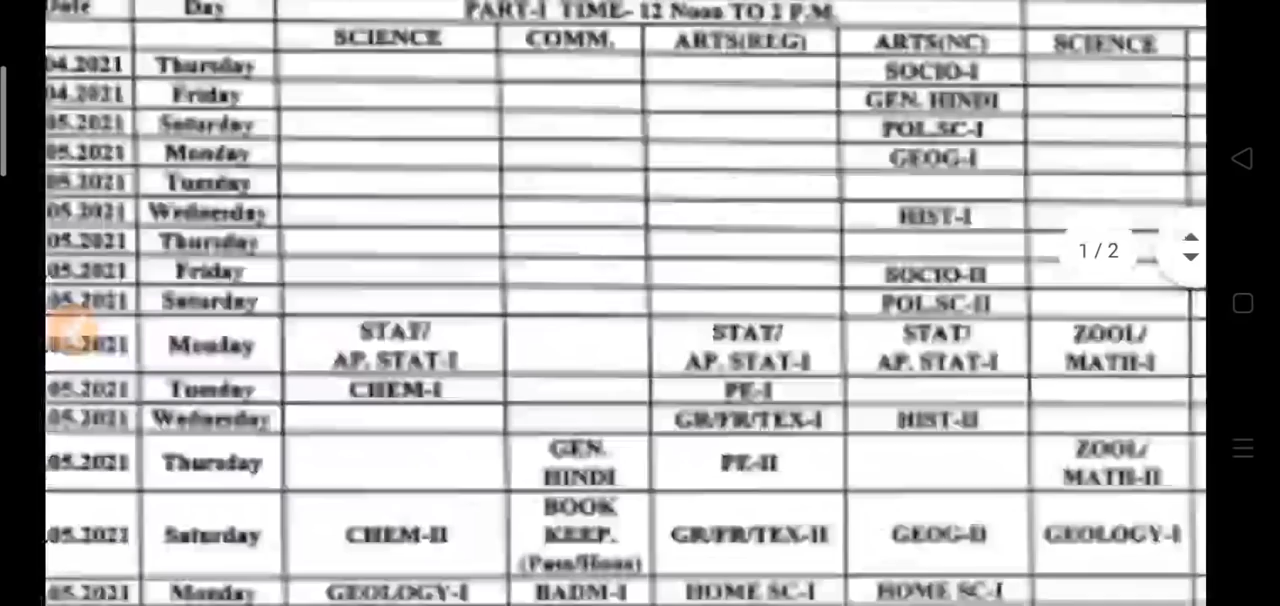 Date Day PART-I TIME- 12 Noon TO 2 P.M.
SCIENCE COMM. ARTS(REG) ARTS(NC) SCIENCE
04.2021 Thursday SOCIO-I
04.2021 Friday GEN. HINDI
05.2021 Saturday POL.SC-I
05.2021 Monday GEOG-I
05.2021 Tuesday
05.2021 Wednesday HIST-I
05.2021 Thursday
1 / 2
.05.2021 Friday SOCIO-II
.05.2021 Saturday POL.SC-II
STAT/ STAT/ STAT/ ZOOL/
2021 Monday AP. STAT-I AP. STAT-I AP. STAT-I MATH-I
05.2021 Tuesday CHEM-I PE-I
05.2021 Wednesday GR/FR/TEX-I HIST-II
GEN. ZOOL/
.05.2021 Thursday HINDI PE-II MATH-II
BOOK
.05.2021 Saturday CHEM-II KEEP. GR/FR/TEX-II GEOG-II GEOLOGY-I
(Pass/Hons)
.05.2021 Monday GEOLOGY-I BADM-I HOME SC-I HOME SC-I